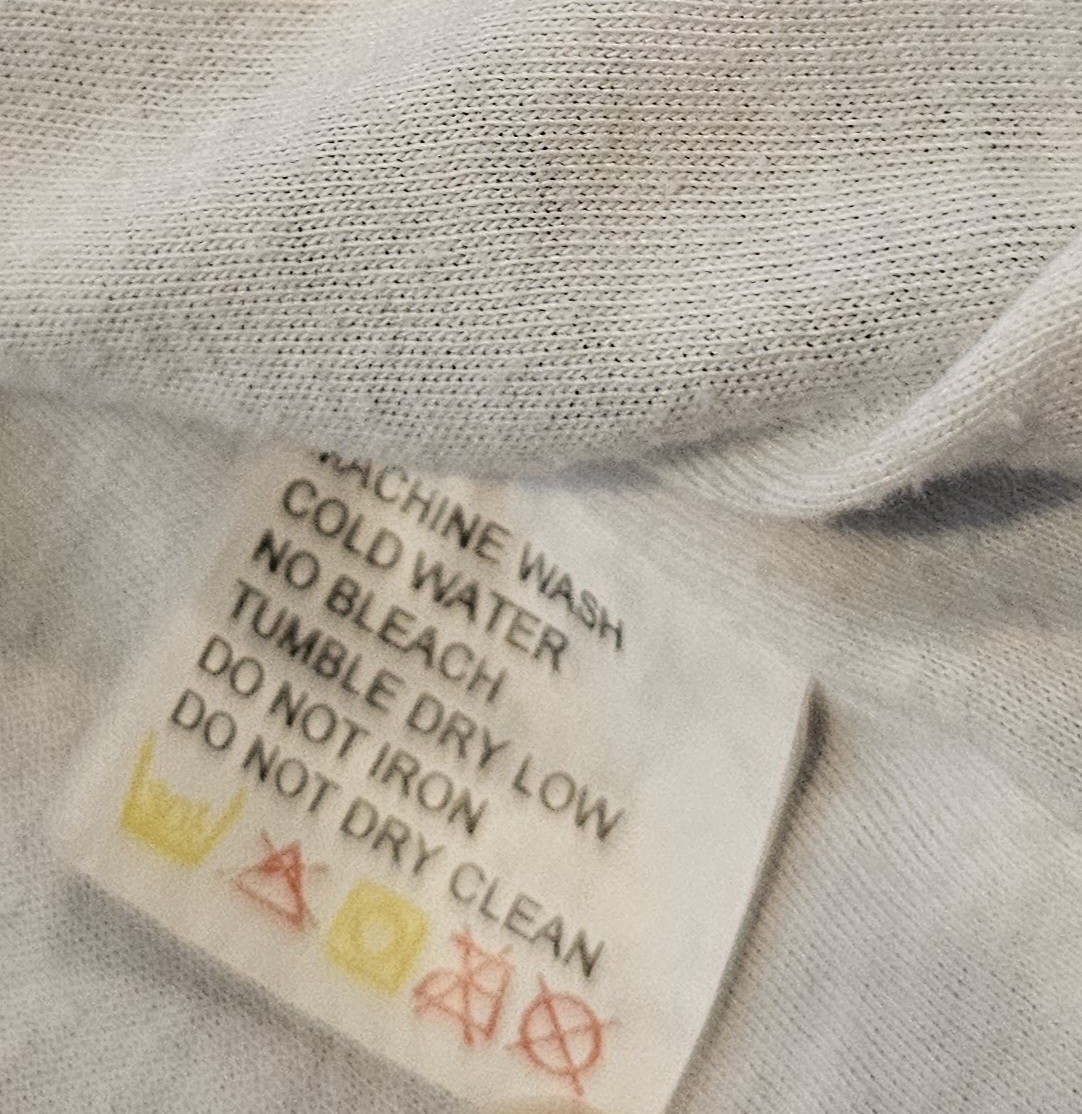 MACHINE WASH
COLD WATER
NO BLEACH
TUMBLE DRY LOW
DO NOT IRON
DO NOT DRY CLEAN